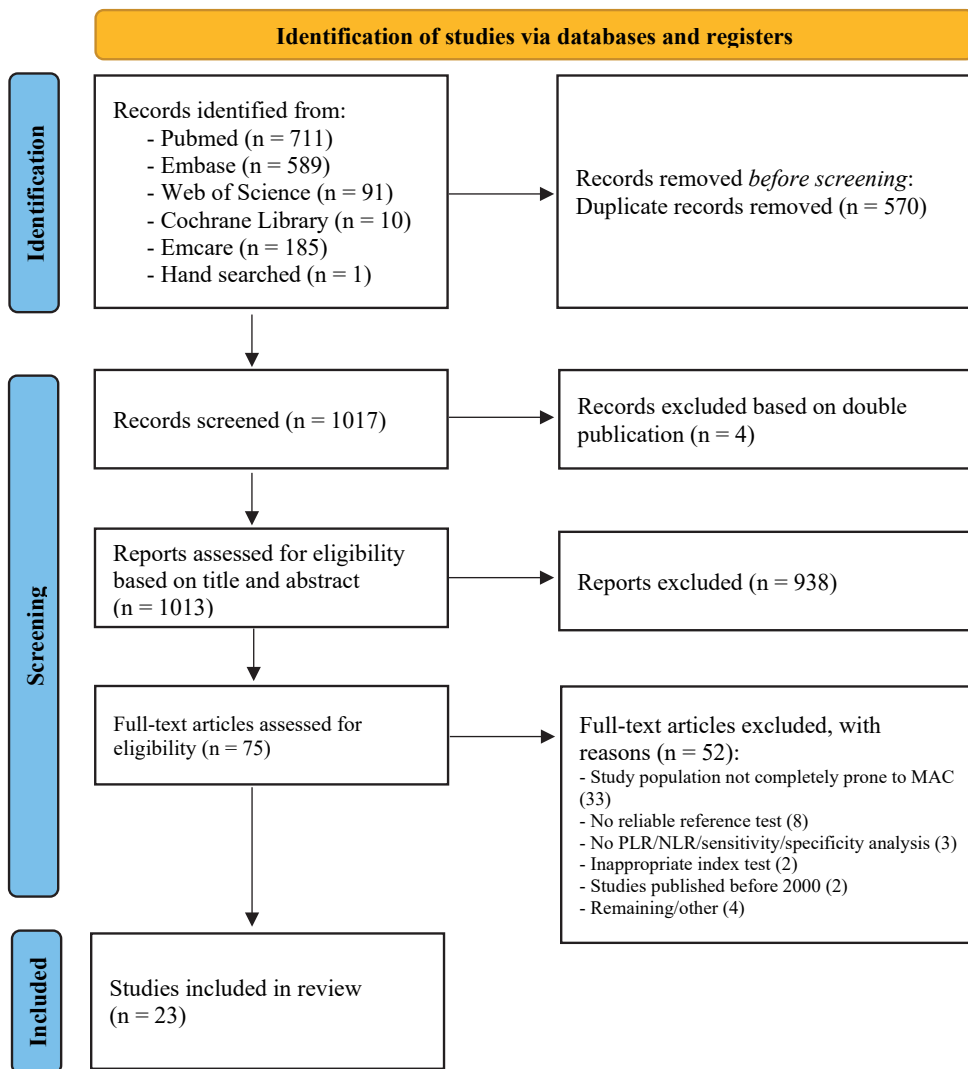 Identification of studies via databases and registers
Identification
Records identified from:
- Pubmed (n = 711)
- Embase (n = 589)
- Web of Science (n = 91)
- Cochrane Library (n = 10)
- Emcare (n = 185)
- Hand searched (n = 1)
Records removed before screening:
Duplicate records removed (n = 570)
Screening
Records screened (n = 1017)
Records excluded based on double
publication (n = 4)
Reports assessed for eligibility
based on title and abstract
(n = 1013)
Reports excluded (n = 938)
Full-text articles assessed for
eligibility (n = 75)
Full-text articles excluded, with
reasons (n = 52):
- Study population not completely prone to MAC
(33)
- No reliable reference test (8)
- No PLR/NLR/sensitivity/specificity analysis (3)
- Inappropriate index test (2)
- Studies published before 2000 (2)
- Remaining/other (4)
Included
Studies included in review
(n = 23)